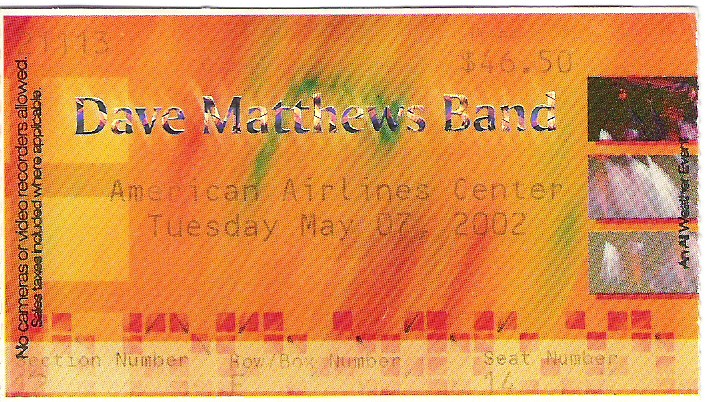 1113
$46.50
Dave Matthews Band
American Airlines Center
Tuesday May 07, 2002
No cameras or video recorders allowed.
Sales taxes included where applicable.
An All Weather Event
Section Number Row/Box Number Seat Number
14